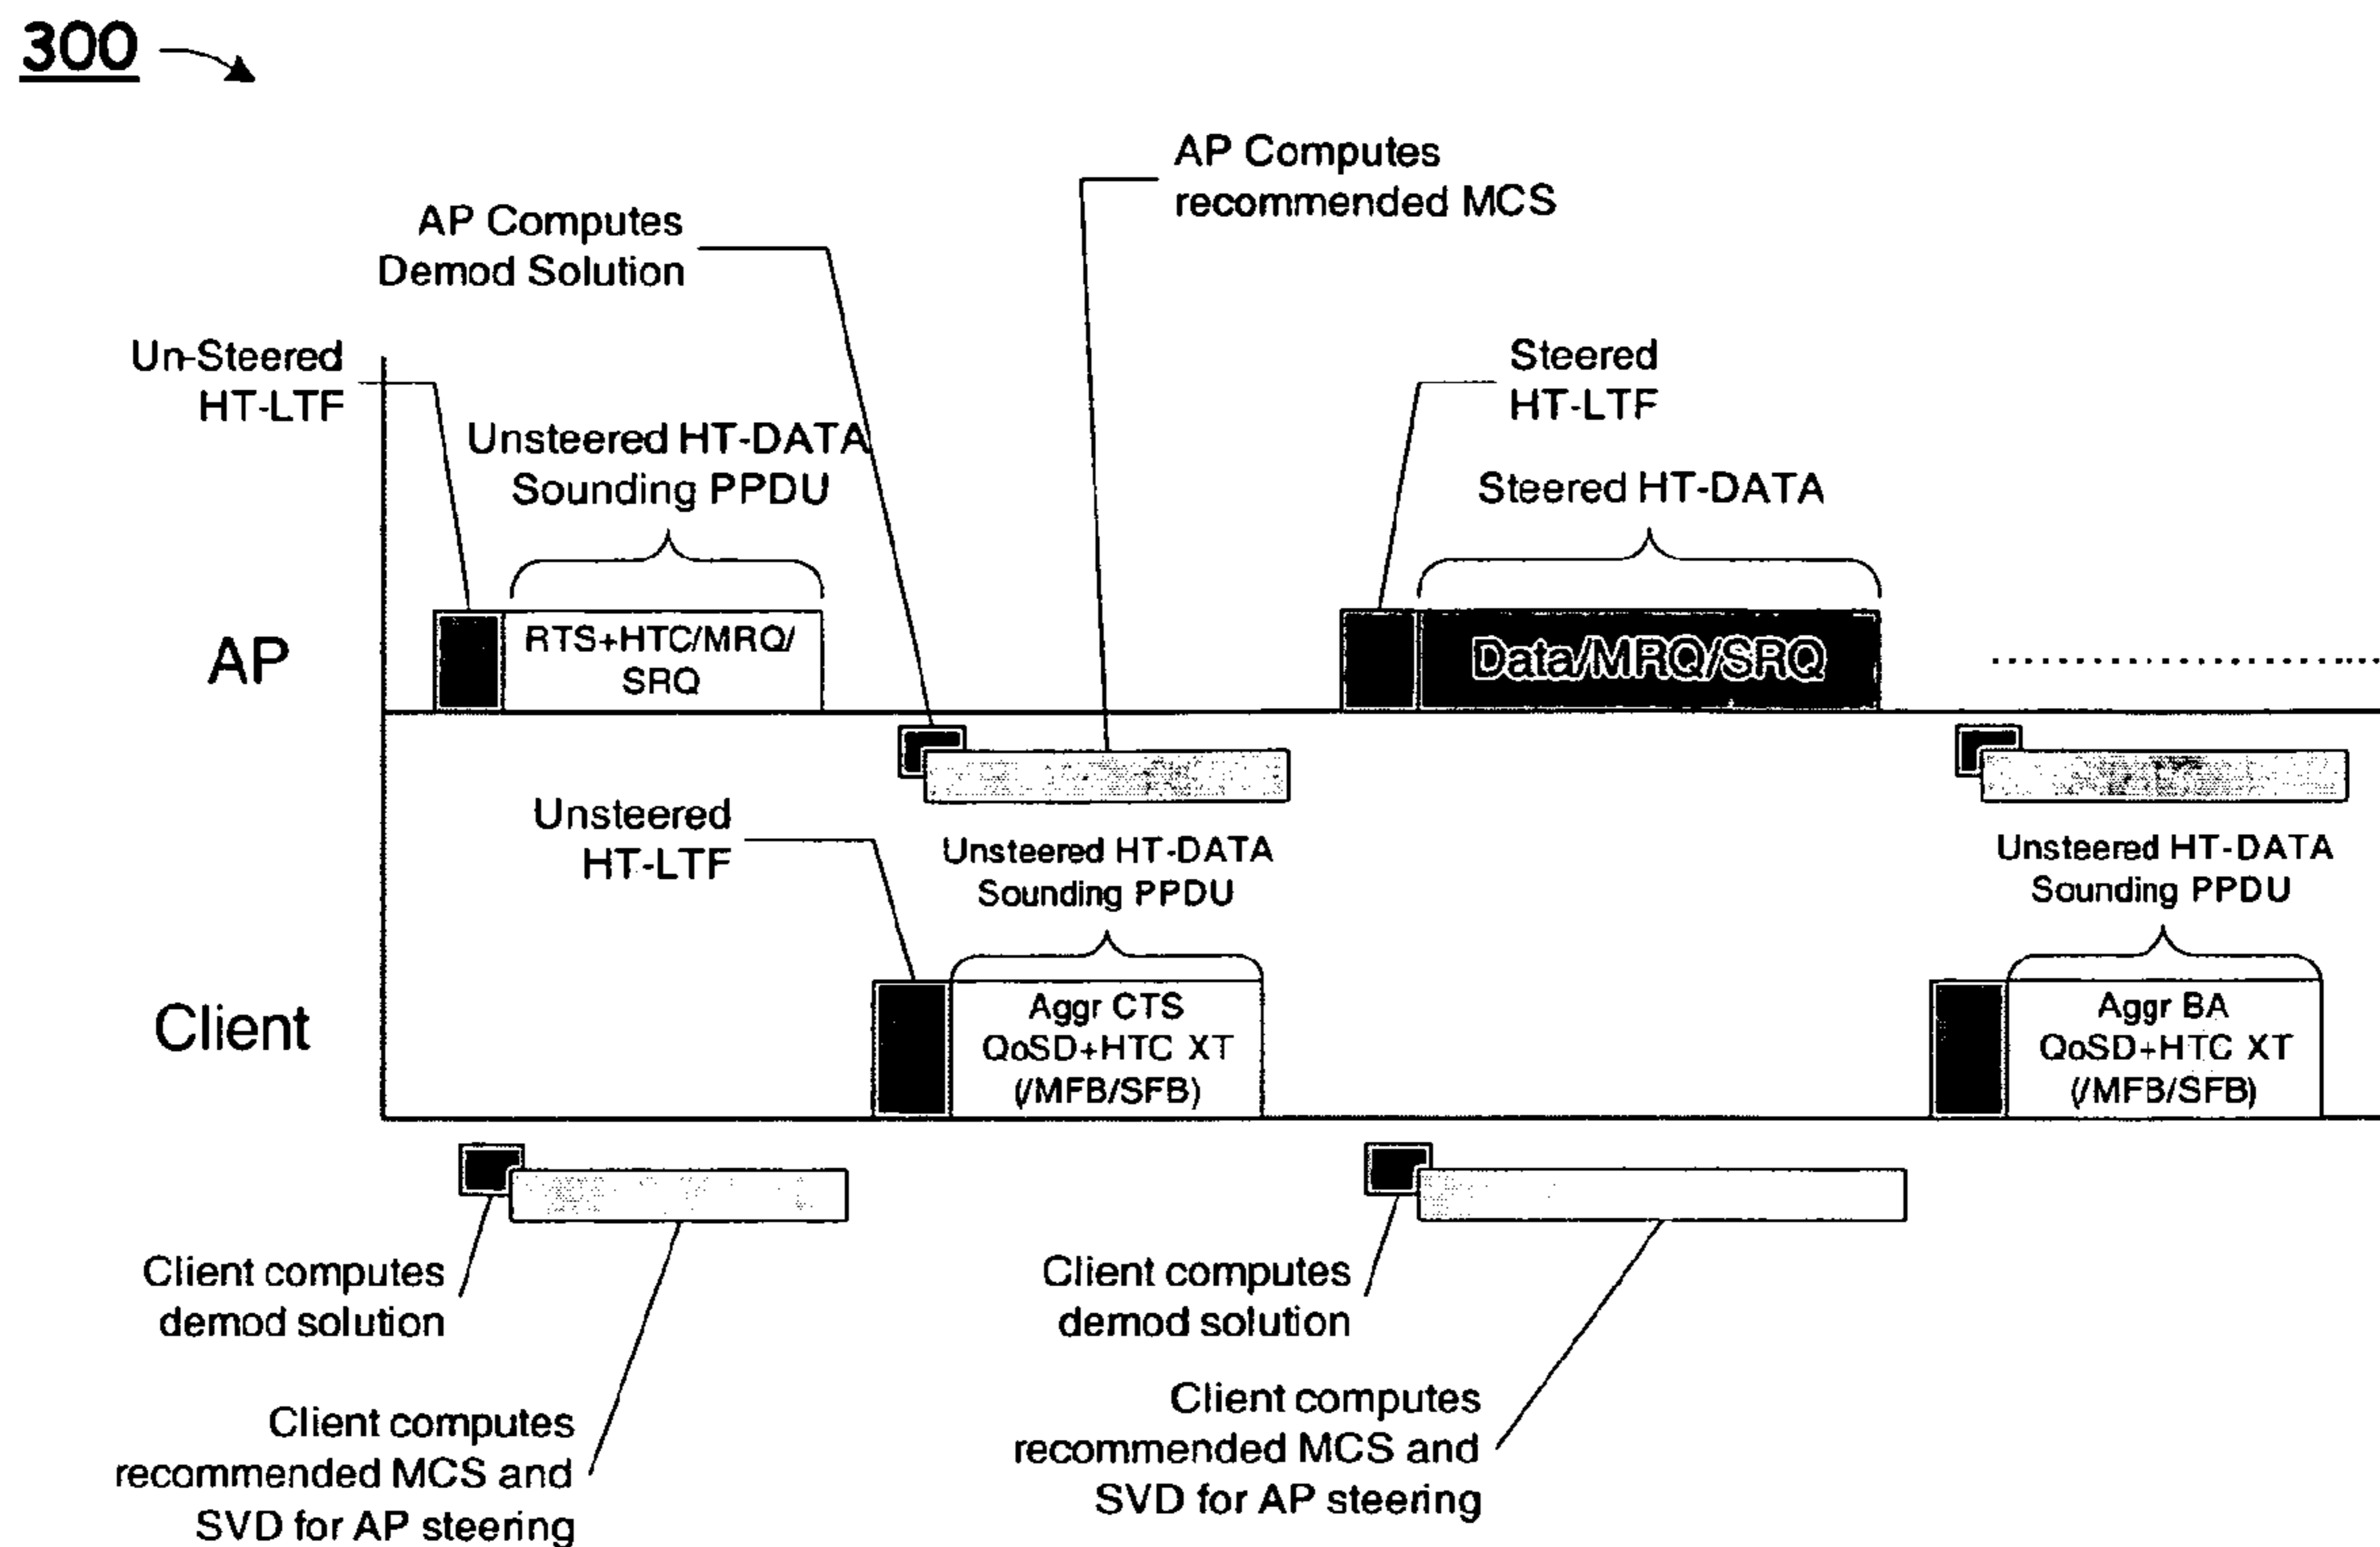 300
AP Computes
recommended MCS
AP Computes
Demod Solution
Un-Steered
HT-LTF
Steered
HT-LTF
Unsteered HT-DATA
Sounding PPDU
Steered HT-DATA
AP
RTS+HTC/MRQ/
SRQ
Data/MRQ/SRQ
Unsteered
HT-LTF
Unsteered HT-DATA
Sounding PPDU
Unsteered HT-DATA
Sounding PPDU
Client
Aggr CTS
QoSD+HTC XT
(/MFB/SFB)
Aggr BA
QoSD+HTC XT
(/MFB/SFB)
Client computes
demod solution
Client computes
demod solution
Client computes
recommended MCS and
SVD for AP steering
Client computes
recommended MCS and
SVD for AP steering